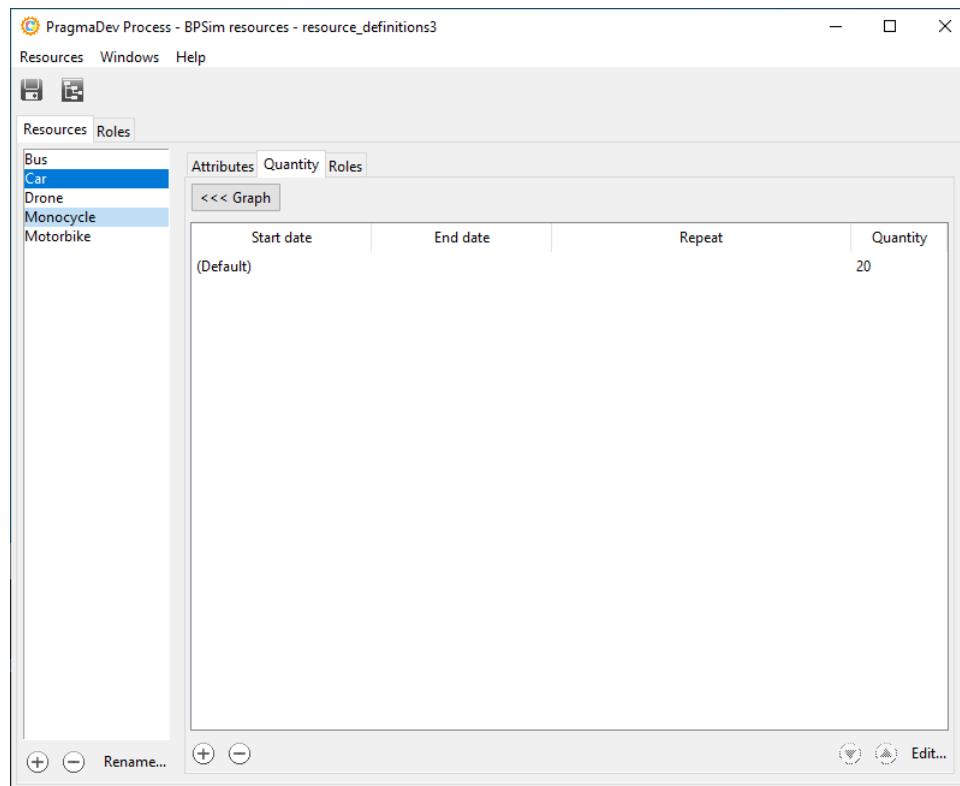 PragmaDev Process - BPSim resources - resource_definitions3
Resources Windows Help
Resources Roles
Bus
Car
Drone
Monocycle
Motorbike
Attributes Quantity Roles
<<< Graph
Start date End date Repeat Quantity
(Default) 20
Rename...
Edit...